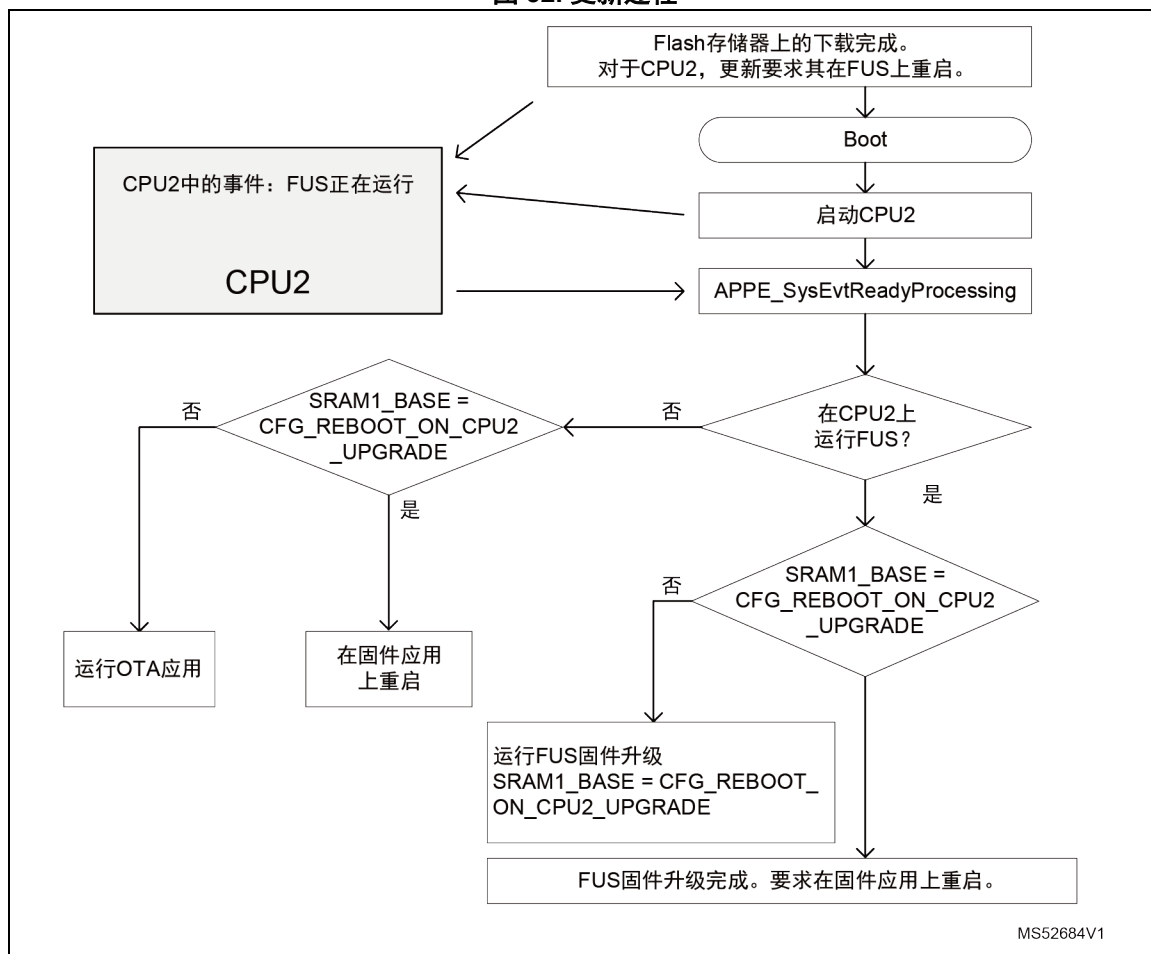 Flash存储器上的下载完成。
对于CPU2，更新要求其在FUS上重启。
Boot
CPU2中的事件：FUS正在运行
启动CPU2
CPU2
APPE_SysEvtReadyProcessing
SRAM1_BASE =
CFG_REBOOT_ON_CPU2
_UPGRADE
否
否
在CPU2上
运行FUS？
是
是
SRAM1_BASE =
CFG_REBOOT_ON_CPU2
_UPGRADE
否
运行OTA应用
在固件应用
上重启
运行FUS固件升级
SRAM1_BASE = CFG_REBOOT_
ON_CPU2_UPGRADE
FUS固件升级完成。要求在固件应用上重启。
MS52684V1